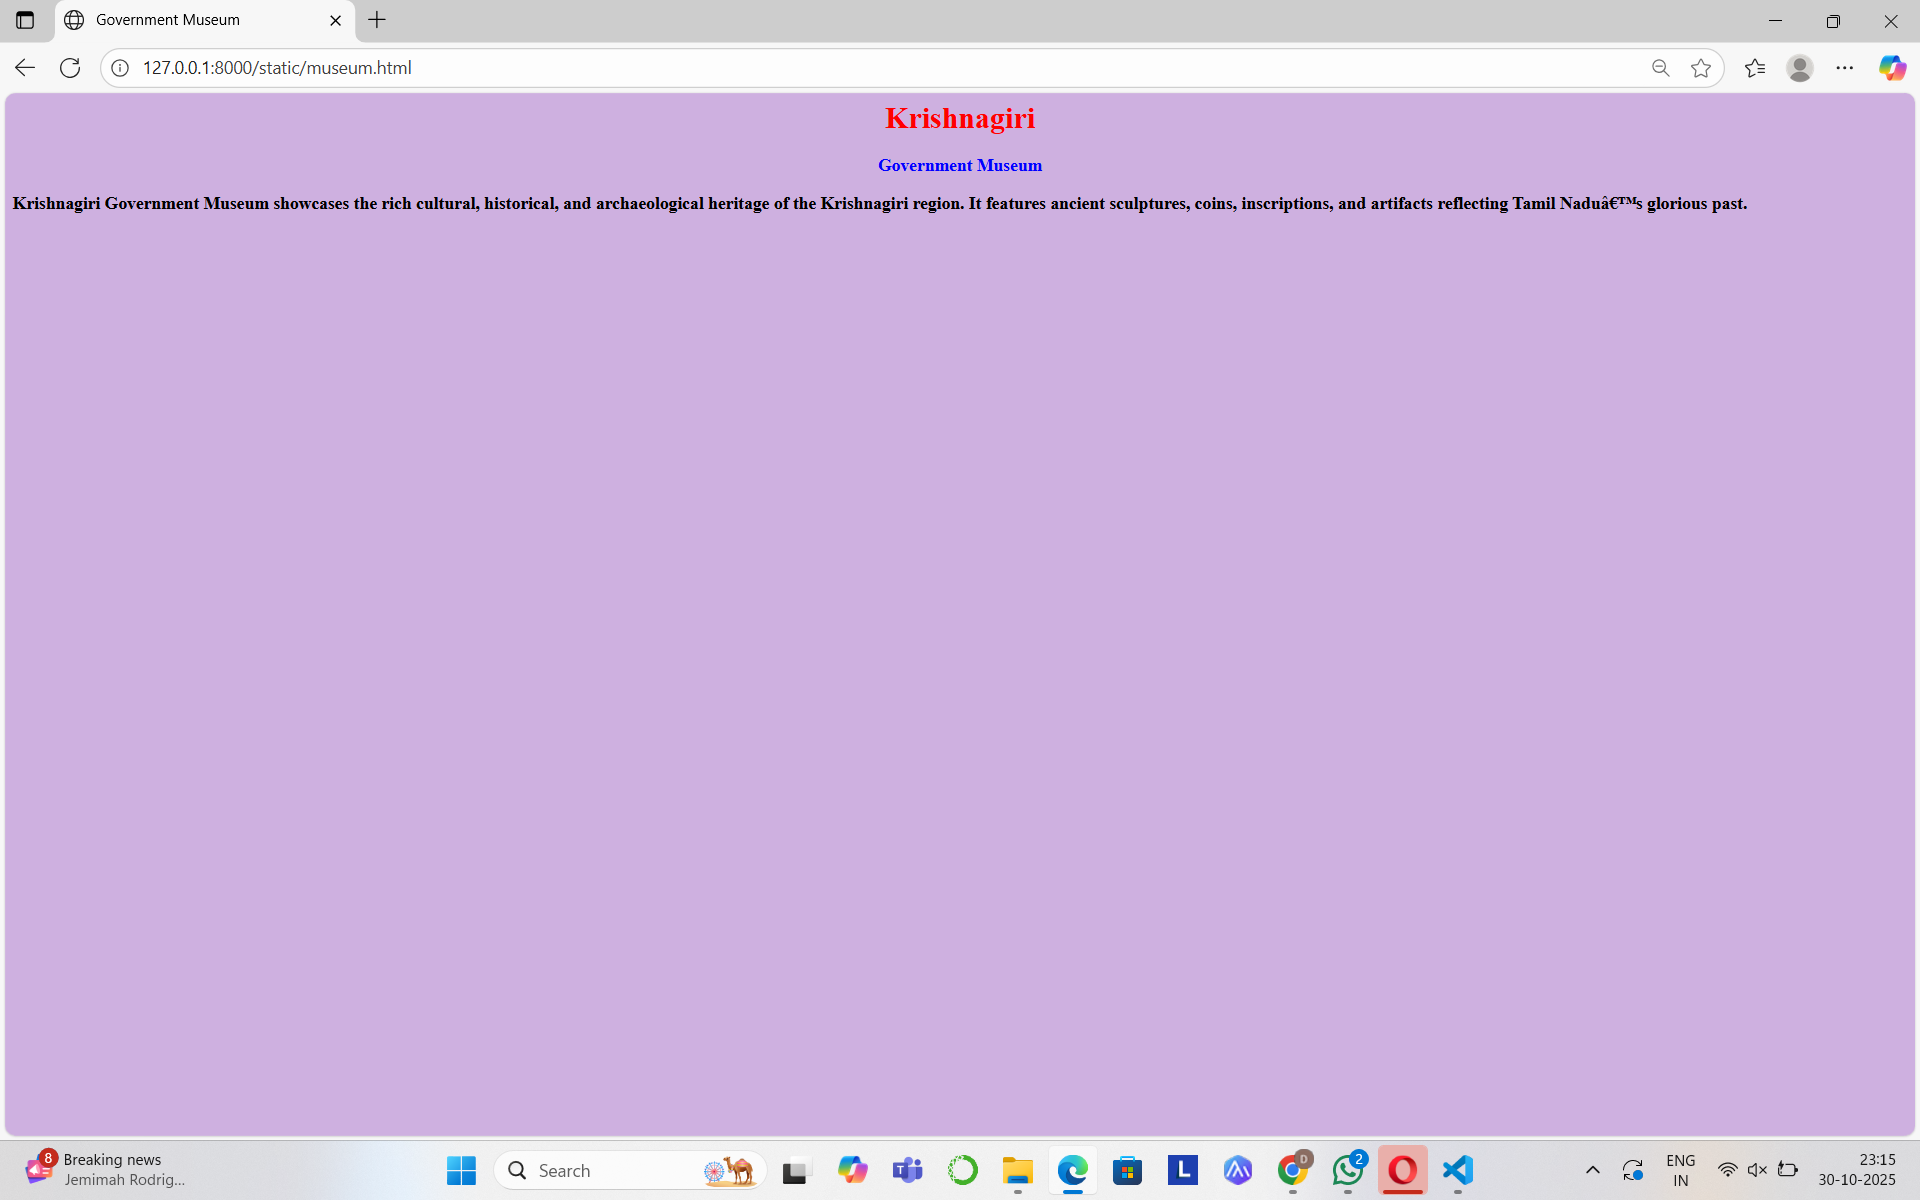 Government Museum
127.0.0.1:8000/static/museum.html
Krishnagiri
Government Museum
Krishnagiri Government Museum showcases the rich cultural, historical, and archaeological heritage of the Krishnagiri region. It features ancient sculptures, coins, inscriptions, and artifacts reflecting Tamil Naduâ€™s glorious past.
8
Breaking news
Jemimah Rodrig...
Search
T
L
D
2
ENG
IN
23:15
30-10-2025